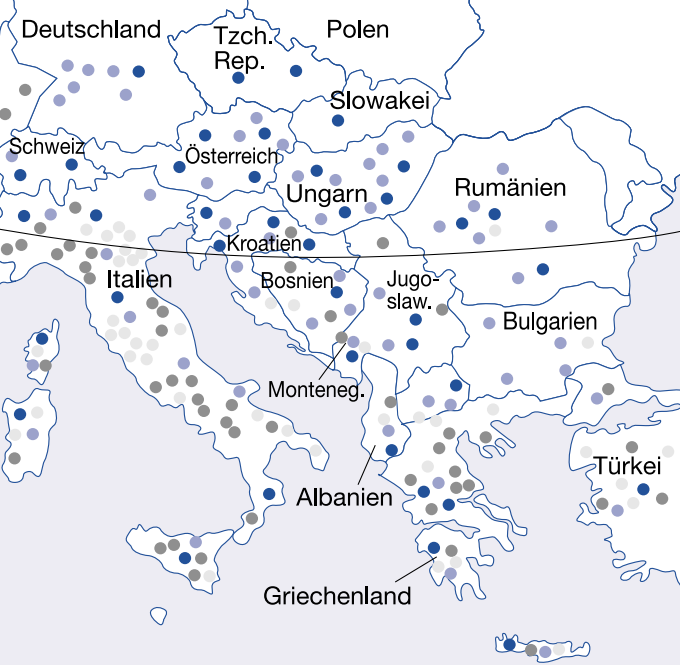 Deutschland
Tzch.
Rep.
Polen
Slowakei
Schweiz
Österreich
Ungarn
Rumänien
Kroatien
Italien
Bosnien
Jugo-
slaw.
Bulgarien
Monteneg.
Türkei
Albanien
Griechenland